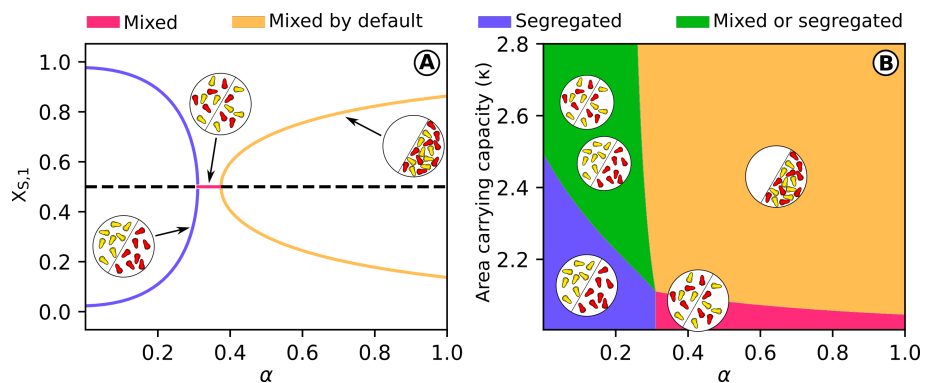 Mixed
Mixed by default
Segregated
Mixed or segregated
A
1.0
0.8
0.6
0.4
0.2
0.0
X_S,1
0.2
0.4
0.6
0.8
1.0
α
B
2.8
2.6
2.4
2.2
Area carrying capacity (κ)
0.2
0.4
0.6
0.8
1.0
α